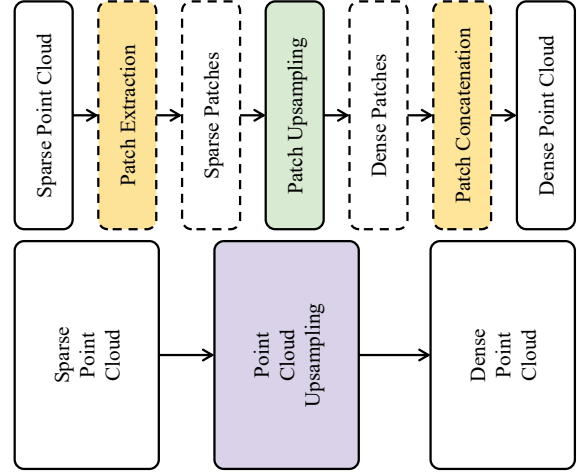 Sparse Point Cloud
Patch Extraction
Sparse Patches
Patch Upsampling
Dense Patches
Patch Concatenation
Dense Point Cloud
Sparse
Point
Cloud
Point
Cloud
Upsampling
Dense
Point
Cloud